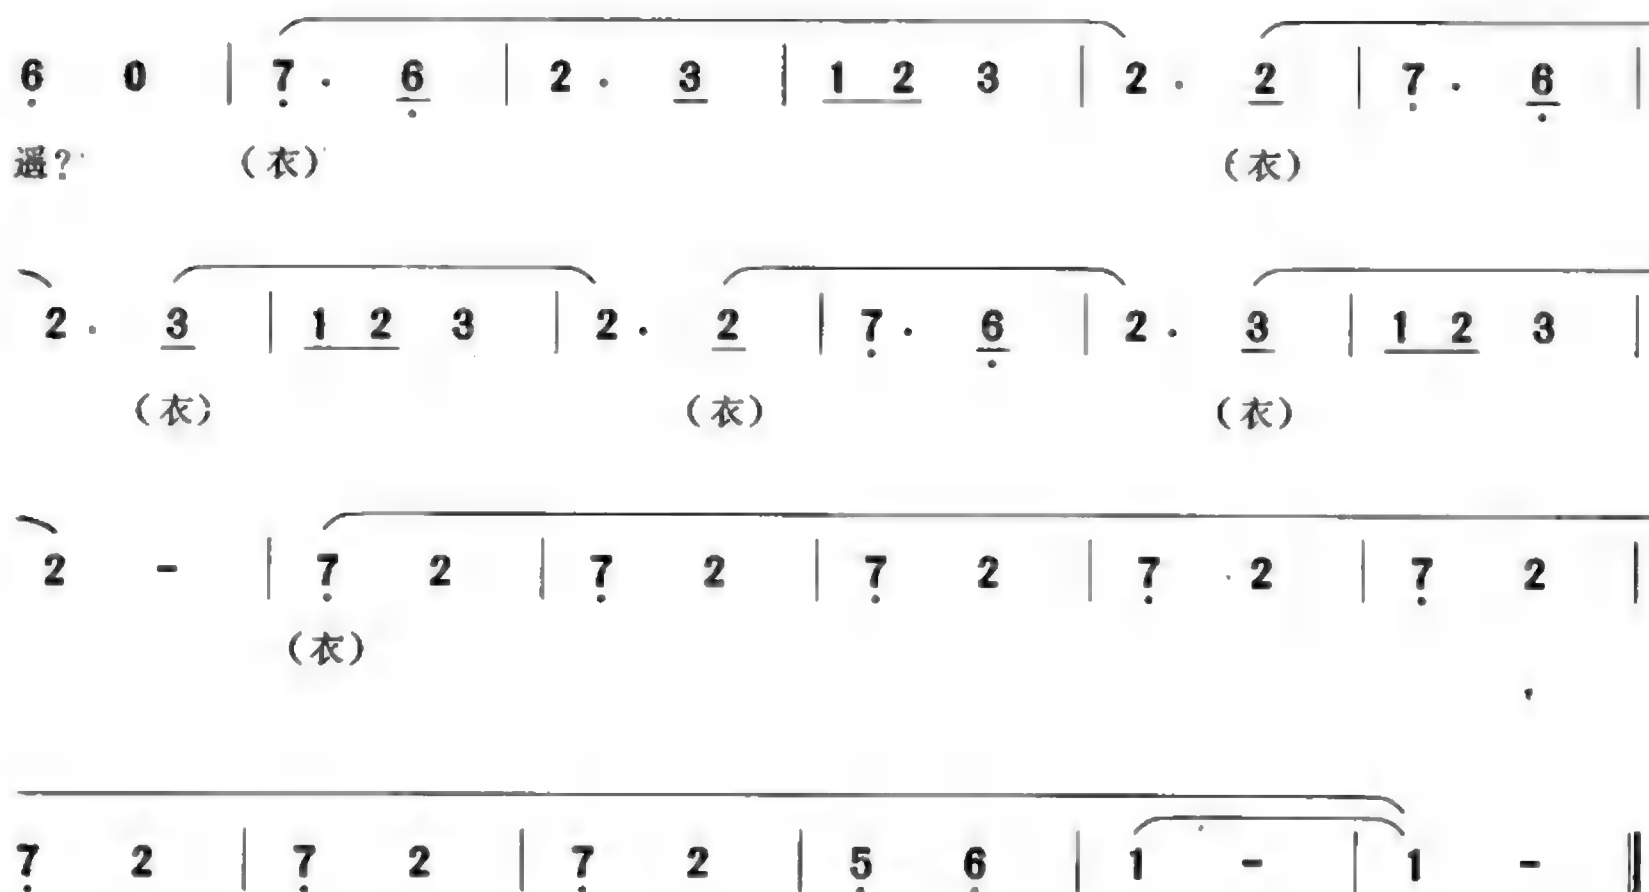 6 0 | 7 . 6 | 2 . 3 | 1 2 3 | 2 . 2 | 7 . 6 |
遥? (衣) (衣)
2 . 3 | 1 2 3 | 2 . 2 | 7 . 6 | 2 . 3 | 1 2 3 |
(衣) (衣) (衣)
2 - | 7 2 | 7 2 | 7 2 | 7 2 | 7 2 |
(衣)
7 2 | 7 2 | 7 2 | 5 6 | 1 - | 1 - ‖